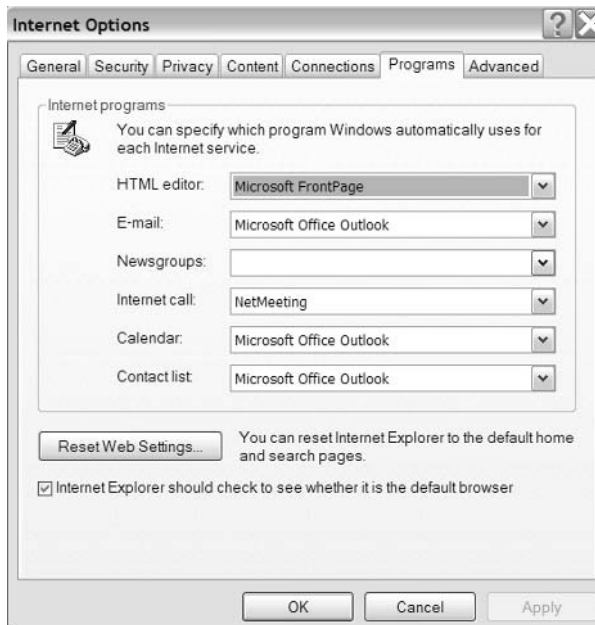 Internet Options
General Security Privacy Content Connections Programs Advanced
Internet programs
You can specify which program Windows automatically uses for
each Internet service.
HTML editor: Microsoft FrontPage
E-mail: Microsoft Office Outlook
Newsgroups:
Internet call: NetMeeting
Calendar: Microsoft Office Outlook
Contact list: Microsoft Office Outlook
Reset Web Settings... You can reset Internet Explorer to the default home
and search pages.
Internet Explorer should check to see whether it is the default browser
OK Cancel Apply